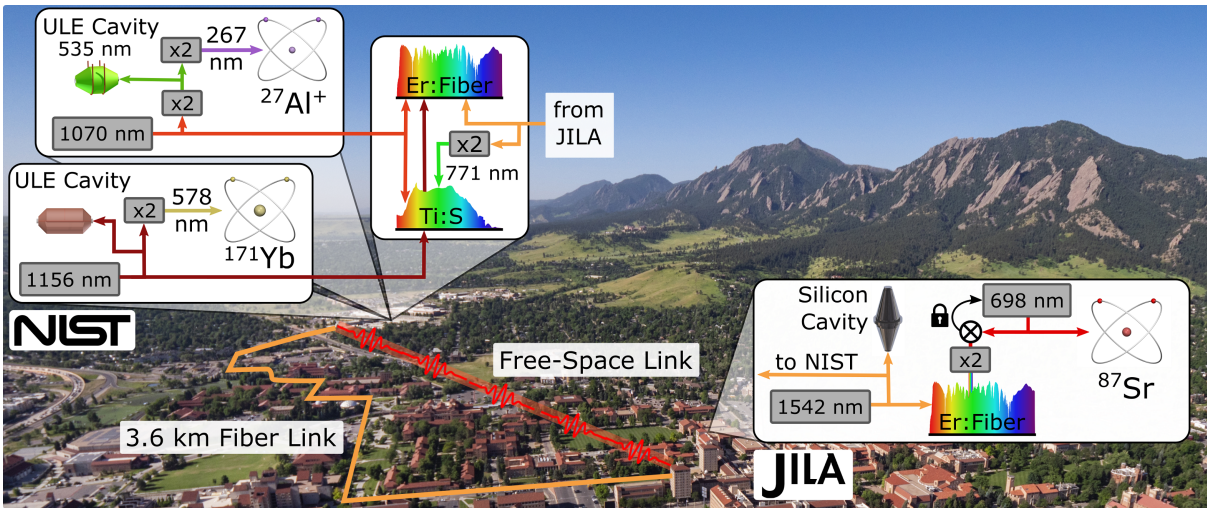 ULE Cavity
535 nm
x2
267
nm
27Al+
x2
1070 nm
ULE Cavity
x2
578
nm
171Yb
1156 nm
NIST
Er:Fiber
from
JILA
x2
771 nm
Ti:S
Free-Space Link
3.6 km Fiber Link
Silicon
Cavity
698 nm
x2
to NIST
87Sr
1542 nm
Er:Fiber
JILA